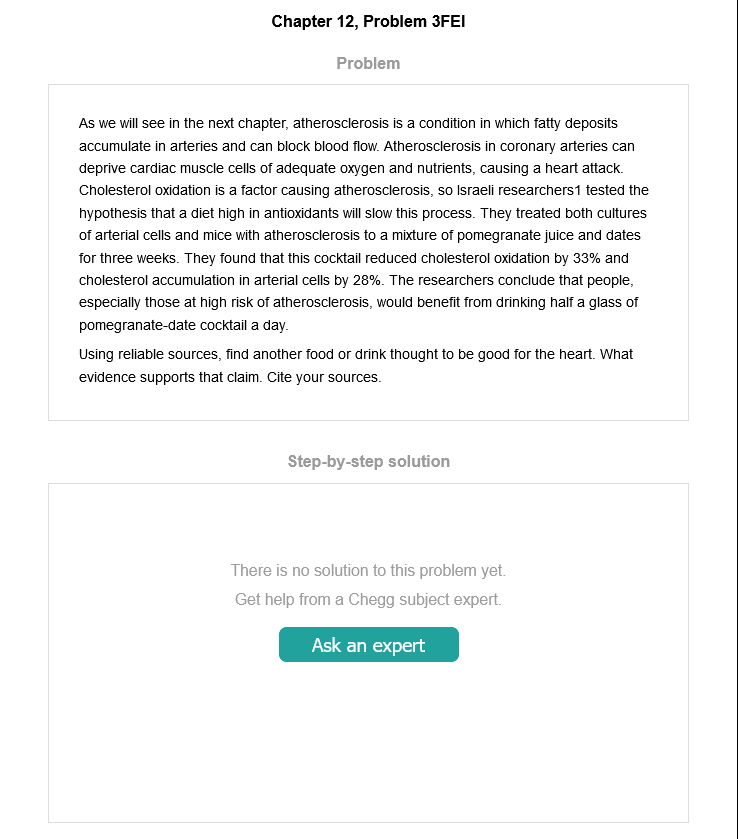 Chapter 12, Problem 3FEI
Problem
As we will see in the next chapter, atherosclerosis is a condition in which fatty deposits
accumulate in arteries and can block blood flow. Atherosclerosis in coronary arteries can
deprive cardiac muscle cells of adequate oxygen and nutrients, causing a heart attack.
Cholesterol oxidation is a factor causing atherosclerosis, so Israeli researchers1 tested the
hypothesis that a diet high in antioxidants will slow this process. They treated both cultures
of arterial cells and mice with atherosclerosis to a mixture of pomegranate juice and dates
for three weeks. They found that this cocktail reduced cholesterol oxidation by 33% and
cholesterol accumulation in arterial cells by 28%. The researchers conclude that people,
especially those at high risk of atherosclerosis, would benefit from drinking half a glass of
pomegranate-date cocktail a day.
Using reliable sources, find another food or drink thought to be good for the heart. What
evidence supports that claim. Cite your sources.
Step-by-step solution
There is no solution to this problem yet.
Get help from a Chegg subject expert.
Ask an expert